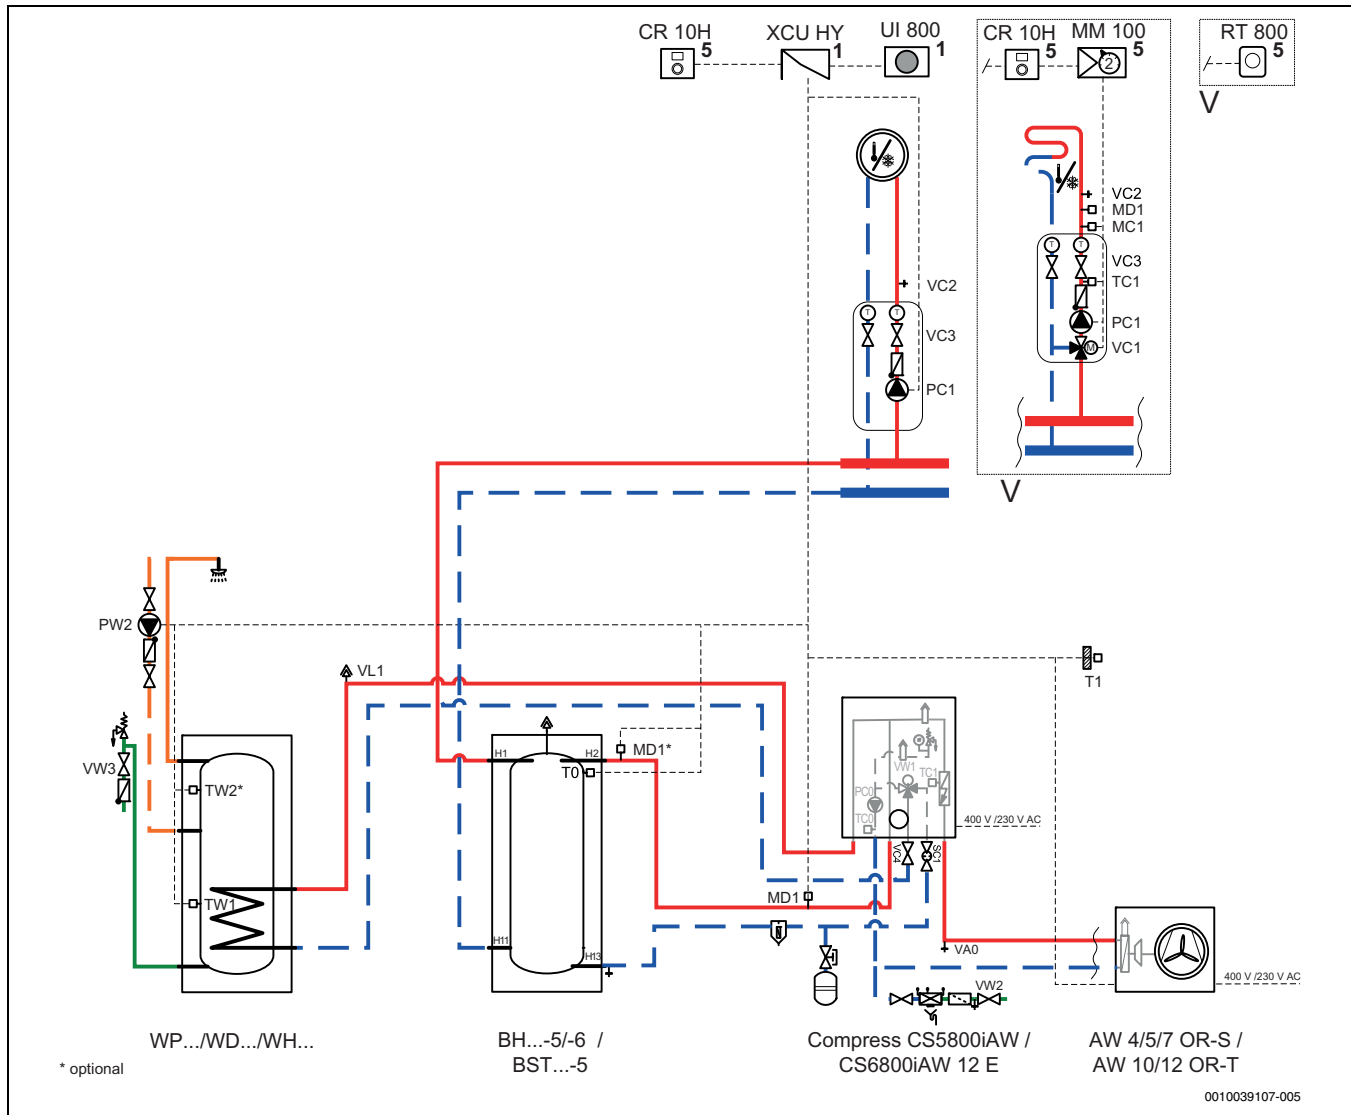 CR 10H
5
XCU HY
1
UI 800
1
CR 10H
5
MM 100
5
2
RT 800
5
V
VC2
MD1
MC1
T
T
VC3
TC1
PC1
M
VC1
VC2
T
T
VC3
PC1
V
PW2
VL1
T1
VW3
TW2*
TW1
H1
H2
MD1*
T0
H11
H13
VW1
TC1
PC0
TC0
400 V /230 V AC
VC4
SC1
MD1
VA0
VW2
400 V /230 V AC
WP.../WD.../WH...
BH...-5/-6 /
BST...-5
Compress CS5800iAW /
CS6800iAW 12 E
AW 4/5/7 OR-S /
AW 10/12 OR-T
* optional
0010039107-005